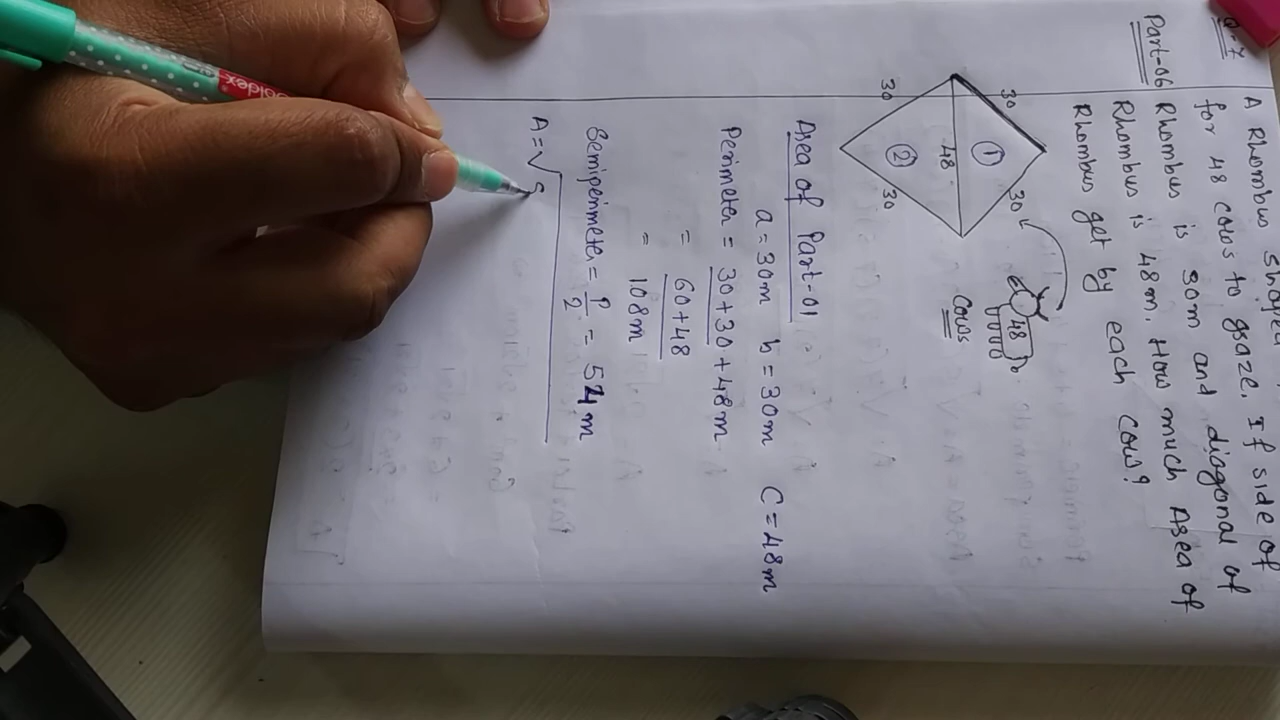 Q-7 A Rhombus shaped
for 48 cows to graze. If side of
Part-06 Rhombus is 30m and diagonal of
Rhombus is 48m. How much Area of
Rhombus get by each cow?
30
30
①
48
②
30
30
48
Cows
Area of Part-01
a=30m b=30m C=48m
Perimeter = 30+30+48m
= 60+48
= 108m
Semiperimeter = P/2 = 54m
A=√s